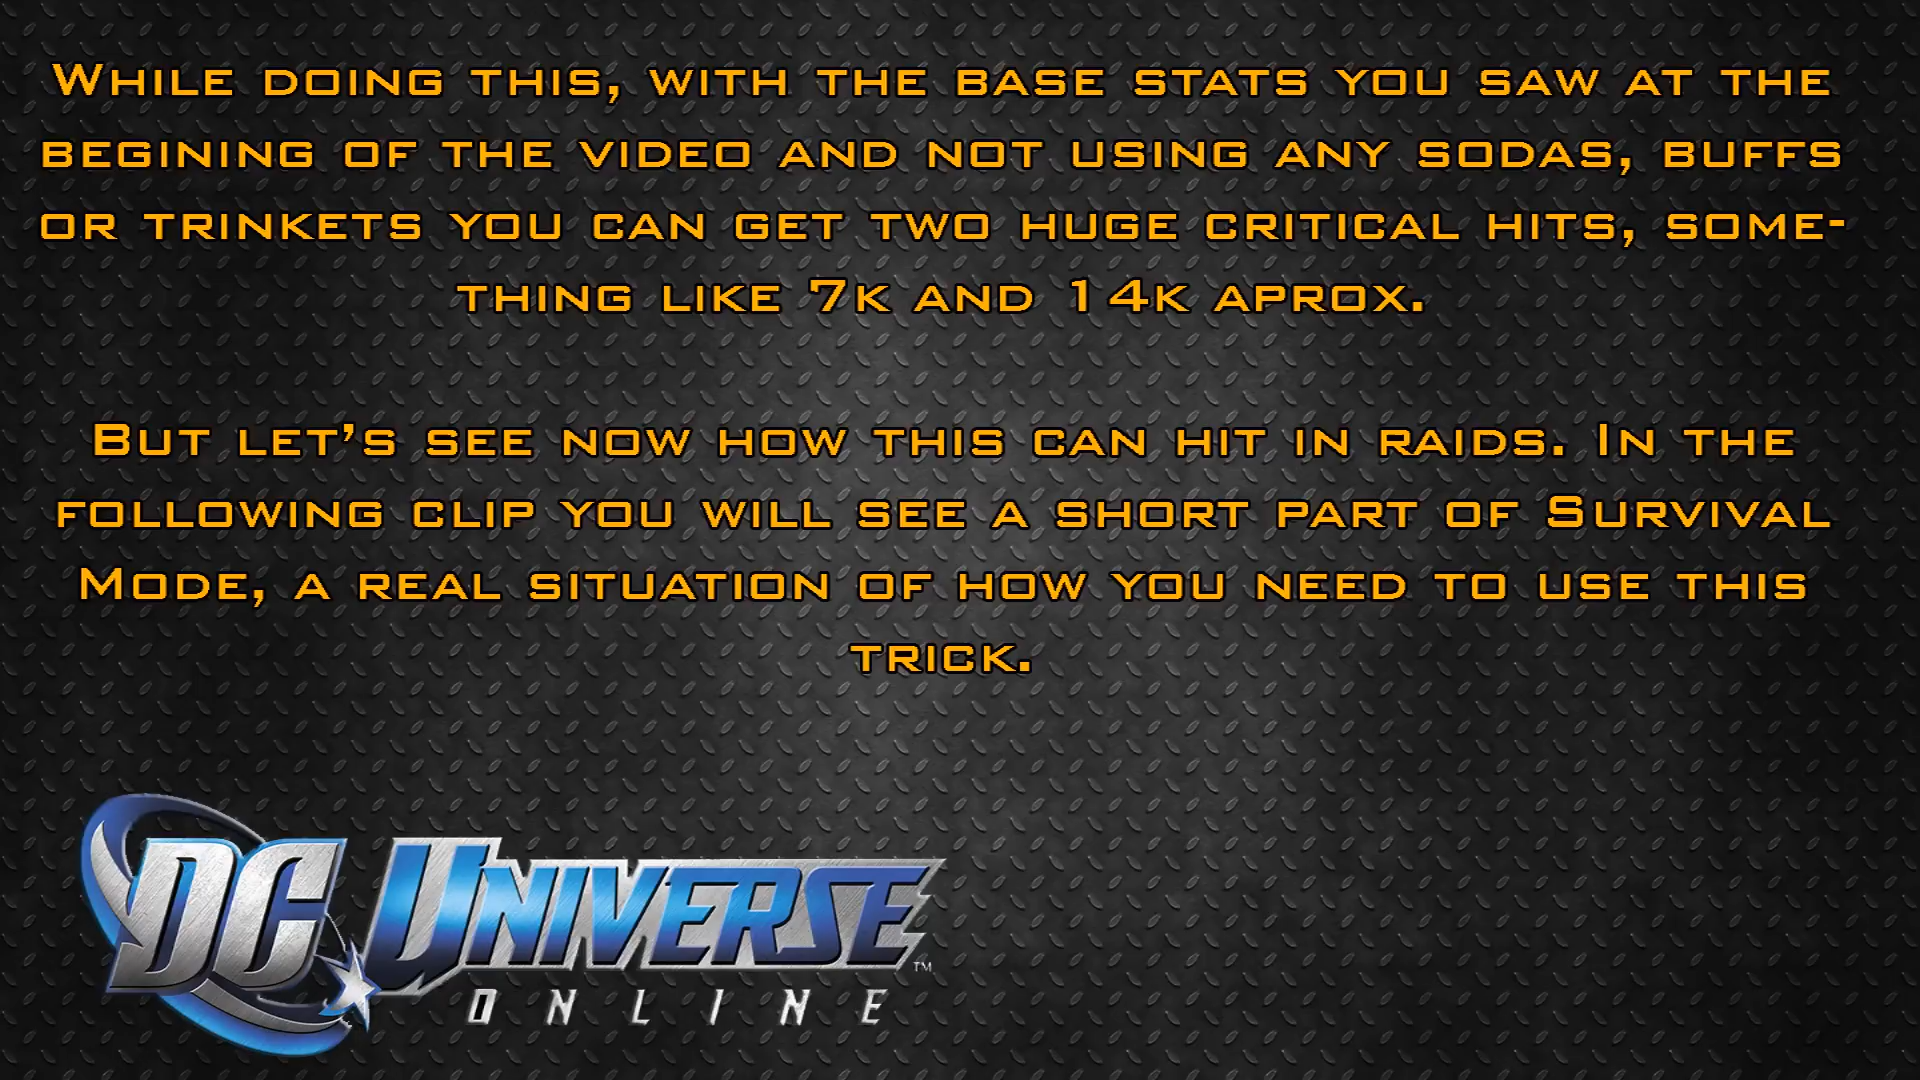 While doing this, with the base stats you saw at the
begining of the video and not using any sodas, buffs
or trinkets you can get two huge critical hits, some-
thing like 7k and 14k aprox.
But let's see now how this can hit in raids. In the
following clip you will see a short part of Survival
Mode, a real situation of how you need to use this
trick.
DC UNIVERSE™
ONLINE